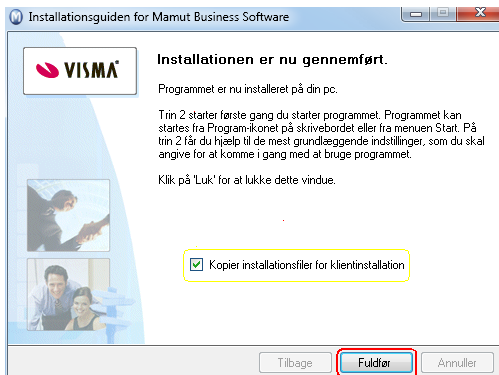 Installationsguiden for Mamut Business Software
VISMA
Installationen er nu gennemført.
Programmet er nu installeret på din pc.
Trin 2 starter første gang du starter programmet. Programmet kan
startes fra Program-ikonet på skrivebordet eller fra menuen Start. På
trin 2 får du hjælp til de mest grundlæggende indstillinger, som du skal
angive for at komme i gang med at bruge programmet.
Klik på 'Luk' for at lukke dette vindue.
.
Kopier installationsfiler for klientinstallation
Tilbage
Fuldfør
Annuller